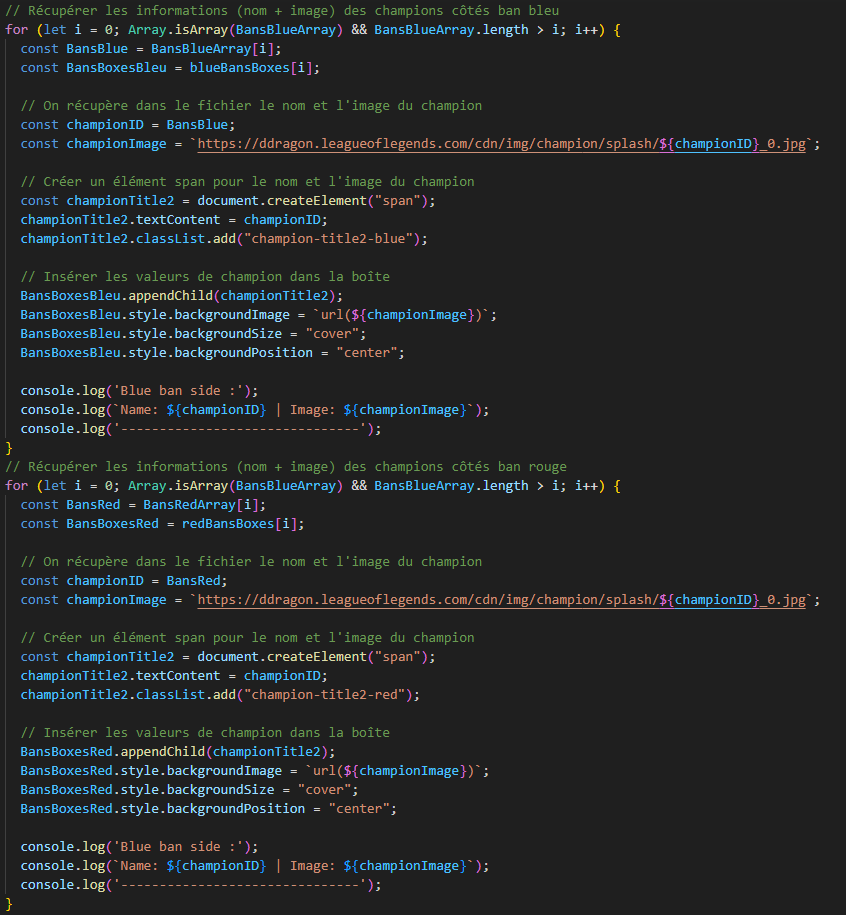 // Récupérer les informations (nom + image) des champions côtés ban bleu
for (let i = 0; Array.isArray(BansBlueArray) && BansBlueArray.length > i; i++) {
const BansBlue = BansBlueArray[i];
const BansBoxesBleu = blueBansBoxes[i];
// On récupère dans le fichier le nom et l'image du champion
const championID = BansBlue;
const championImage = `https://ddragon.leagueoflegends.com/cdn/img/champion/splash/${championID}_0.jpg`;
// Créer un élément span pour le nom et l'image du champion
const championTitle2 = document.createElement("span");
championTitle2.textContent = championID;
championTitle2.classList.add("champion-title2-blue");
// Insérer les valeurs de champion dans la boîte
BansBoxesBleu.appendChild(championTitle2);
BansBoxesBleu.style.backgroundImage = `url(${championImage})`;
BansBoxesBleu.style.backgroundSize = "cover";
BansBoxesBleu.style.backgroundPosition = "center";
console.log('Blue ban side :');
console.log(`Name: ${championID} | Image: ${championImage}`);
console.log('-------------------------------');
}
// Récupérer les informations (nom + image) des champions côtés ban rouge
for (let i = 0; Array.isArray(BansBlueArray) && BansBlueArray.length > i; i++) {
const BansRed = BansRedArray[i];
const BansBoxesRed = redBansBoxes[i];
// On récupère dans le fichier le nom et l'image du champion
const championID = BansRed;
const championImage = `https://ddragon.leagueoflegends.com/cdn/img/champion/splash/${championID}_0.jpg`;
// Créer un élément span pour le nom et l'image du champion
const championTitle2 = document.createElement("span");
championTitle2.textContent = championID;
championTitle2.classList.add("champion-title2-red");
// Insérer les valeurs de champion dans la boîte
BansBoxesRed.appendChild(championTitle2);
BansBoxesRed.style.backgroundImage = `url(${championImage})`;
BansBoxesRed.style.backgroundSize = "cover";
BansBoxesRed.style.backgroundPosition = "center";
console.log('Blue ban side :');
console.log(`Name: ${championID} | Image: ${championImage}`);
console.log('-------------------------------');
}